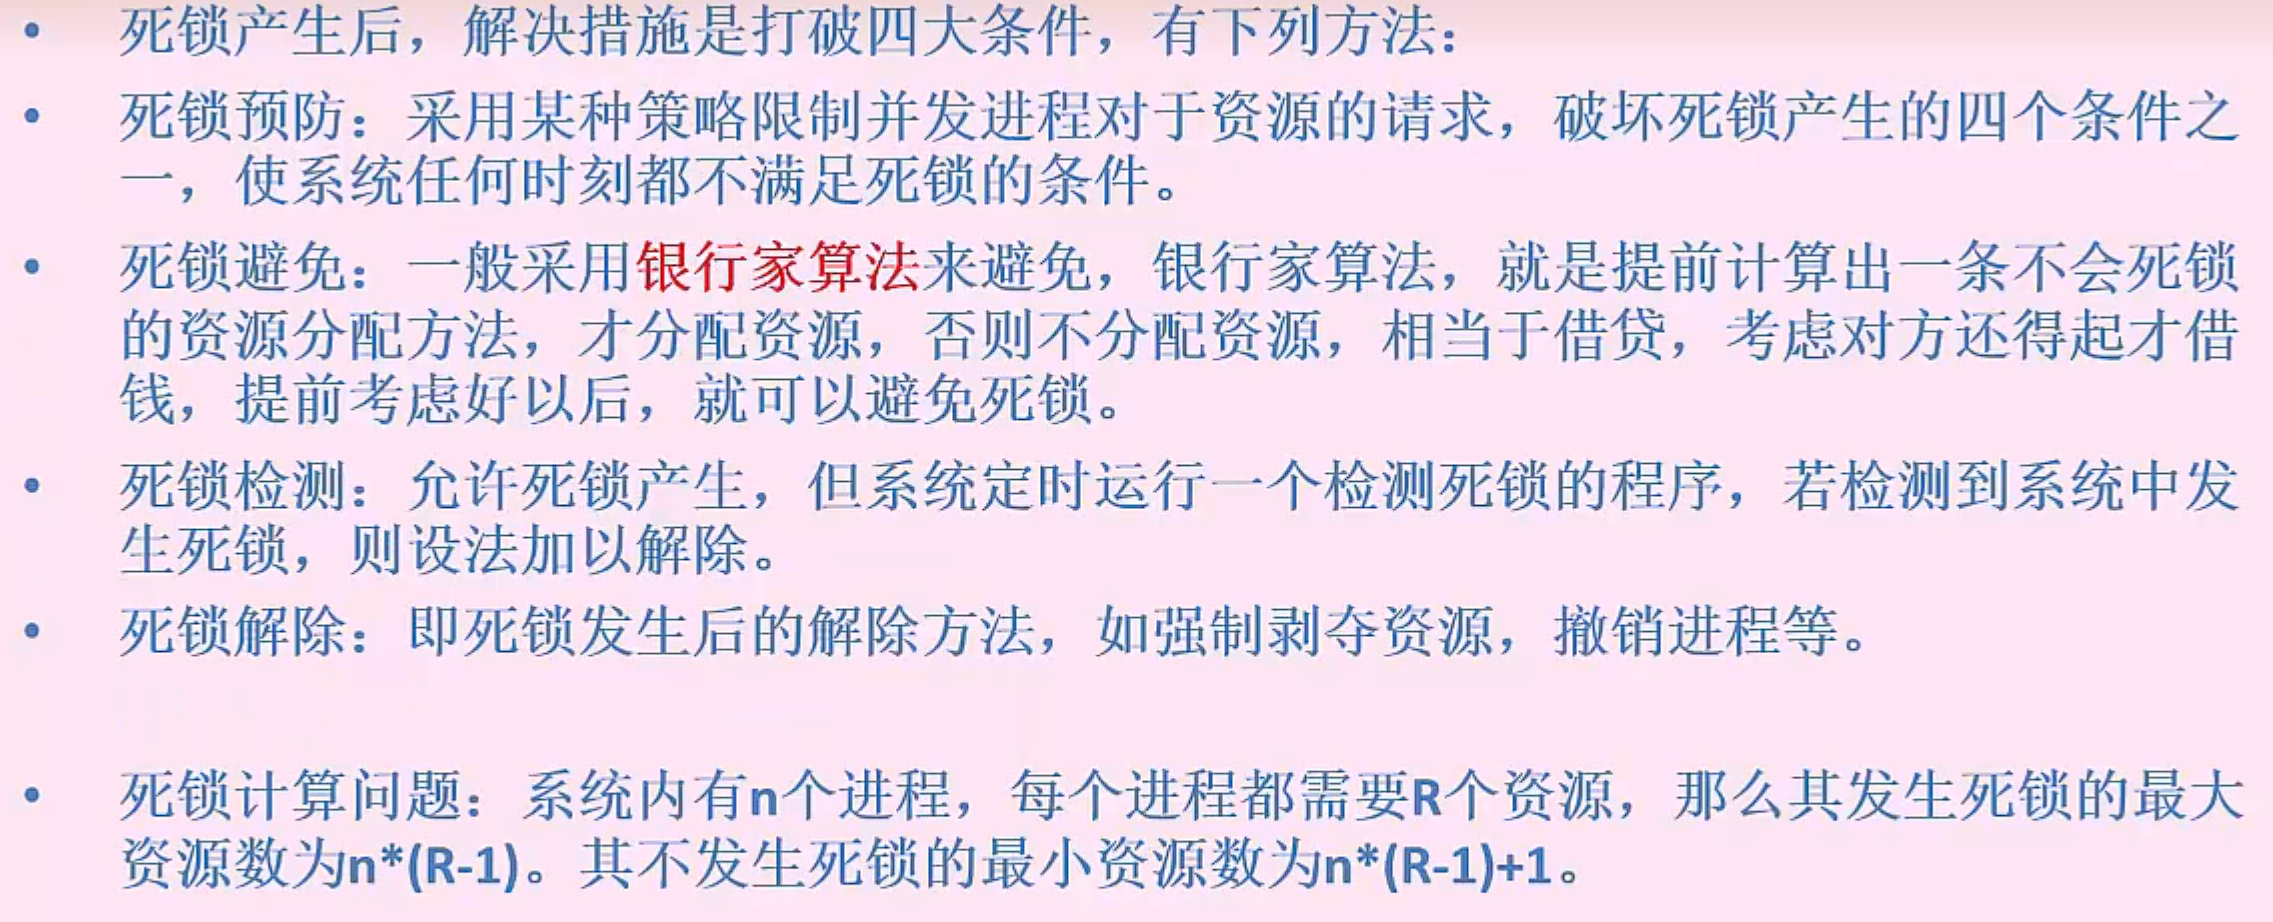 • 死锁产生后，解决措施是打破四大条件，有下列方法：
• 死锁预防：采用某种策略限制并发进程对于资源的请求，破坏死锁产生的四个条件之
一，使系统任何时刻都不满足死锁的条件。
• 死锁避免：一般采用银行家算法来避免，银行家算法，就是提前计算出一条不会死锁
的资源分配方法，才分配资源，否则不分配资源，相当于借贷，考虑对方还得起才借
钱，提前考虑好以后，就可以避免死锁。
• 死锁检测：允许死锁产生，但系统定时运行一个检测死锁的程序，若检测到系统中发
生死锁，则设法加以解除。
• 死锁解除：即死锁发生后的解除方法，如强制剥夺资源，撤销进程等。
• 死锁计算问题：系统内有n个进程，每个进程都需要R个资源，那么其发生死锁的最大
资源数为n*(R-1)。其不发生死锁的最小资源数为n*(R-1)+1。